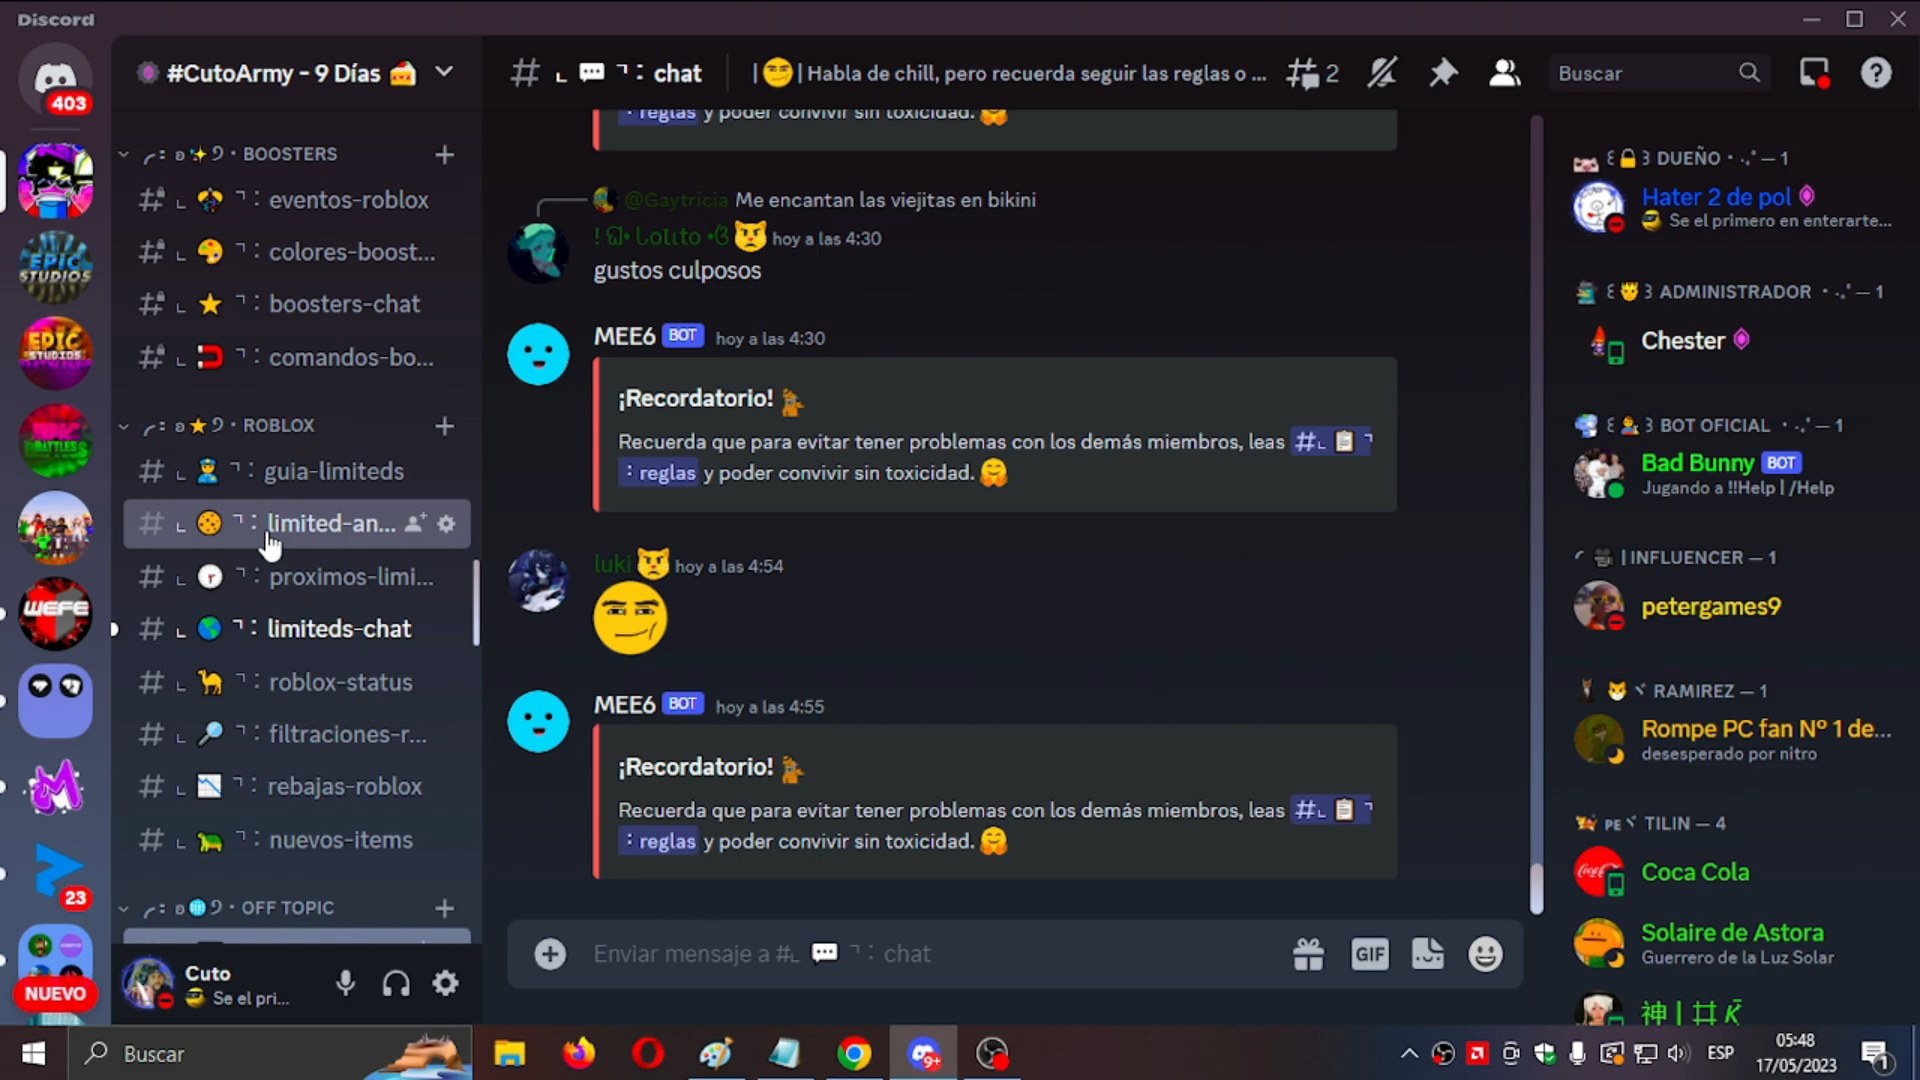 Discord
403
#CutoArmy - 9 Días
chat
| Habla de chill, pero recuerda seguir las reglas o ...
2
Buscar
BOOSTERS
eventos-roblox
colores-boost...
boosters-chat
comandos-bo...
ROBLOX
guia-limiteds
limited-an...
proximos-limi...
limiteds-chat
roblox-status
filtraciones-r...
rebajas-roblox
nuevos-items
OFF TOPIC
EPIC STUDIOS
EPIC STUDIOS
EPIC BATTLES
WEFE
23
NUEVO
Cuto
Se el pri...
: reglas y poder convivir sin toxicidad.
@Gaytricia Me encantan las viejitas en bikini
hoy a las 4:30
gustos culposos
MEE6 BOT hoy a las 4:30
¡Recordatorio!
Recuerda que para evitar tener problemas con los demás miembros, leas #
: reglas y poder convivir sin toxicidad.
luki hoy a las 4:54
MEE6 BOT hoy a las 4:55
¡Recordatorio!
Recuerda que para evitar tener problemas con los demás miembros, leas #
: reglas y poder convivir sin toxicidad.
Enviar mensaje a # chat
GIF
DUEÑO — 1
Hater 2 de pol
Se el primero en enterarte...
ADMINISTRADOR — 1
Chester
BOT OFICIAL — 1
Bad Bunny BOT
Jugando a !!Help | /Help
| INFLUENCER — 1
petergames9
RAMIREZ — 1
Rompe PC fan Nº 1 de...
desesperado por nitro
TILIN — 4
Coca Cola
Solaire de Astora
Guerrero de la Luz Solar
Buscar
9+
ESP
05:48
17/05/2023
1